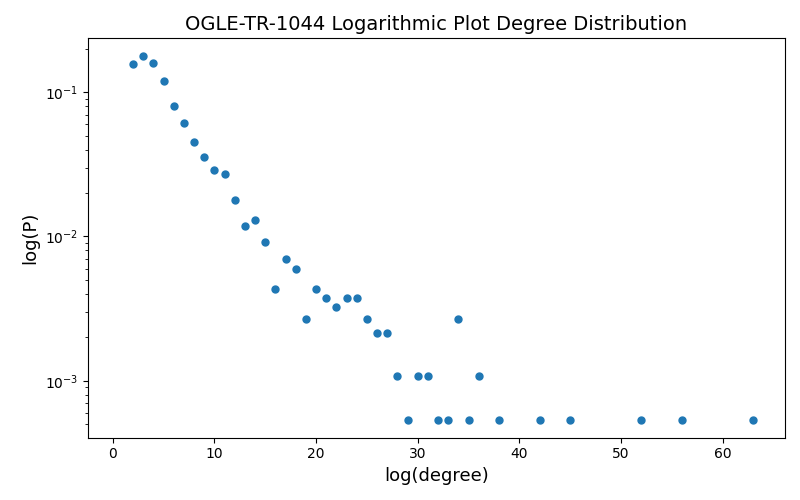 OGLE-TR-1044 Logarithmic Plot Degree Distribution
log(P)
10⁻¹
10⁻²
10⁻³
0 10 20 30 40 50 60
log(degree)